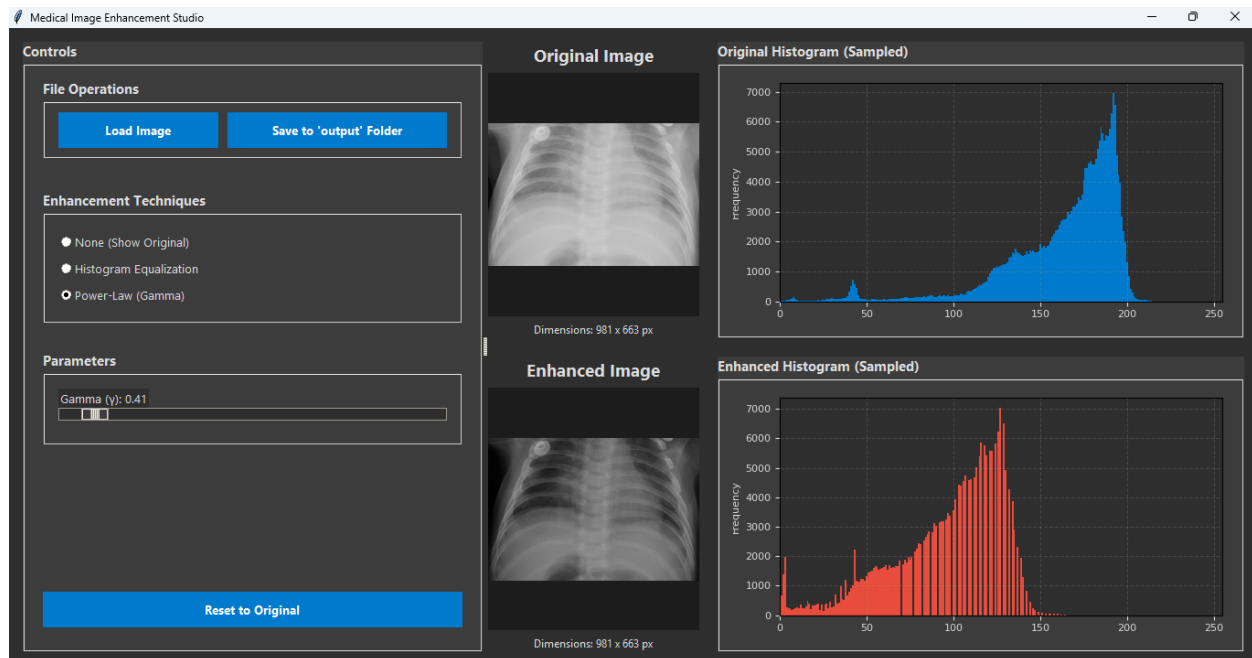 Medical Image Enhancement Studio
Controls
File Operations
Load Image
Save to 'output' Folder
Enhancement Techniques
None (Show Original)
Histogram Equalization
Power-Law (Gamma)
Parameters
Gamma (γ): 0.41
Reset to Original
Original Image
Dimensions: 981 x 663 px
Enhanced Image
Dimensions: 981 x 663 px
Original Histogram (Sampled)
Frequency
7000
6000
5000
4000
3000
2000
1000
0
0 50 100 150 200 250
Enhanced Histogram (Sampled)
Frequency
7000
6000
5000
4000
3000
2000
1000
0
0 50 100 150 200 250